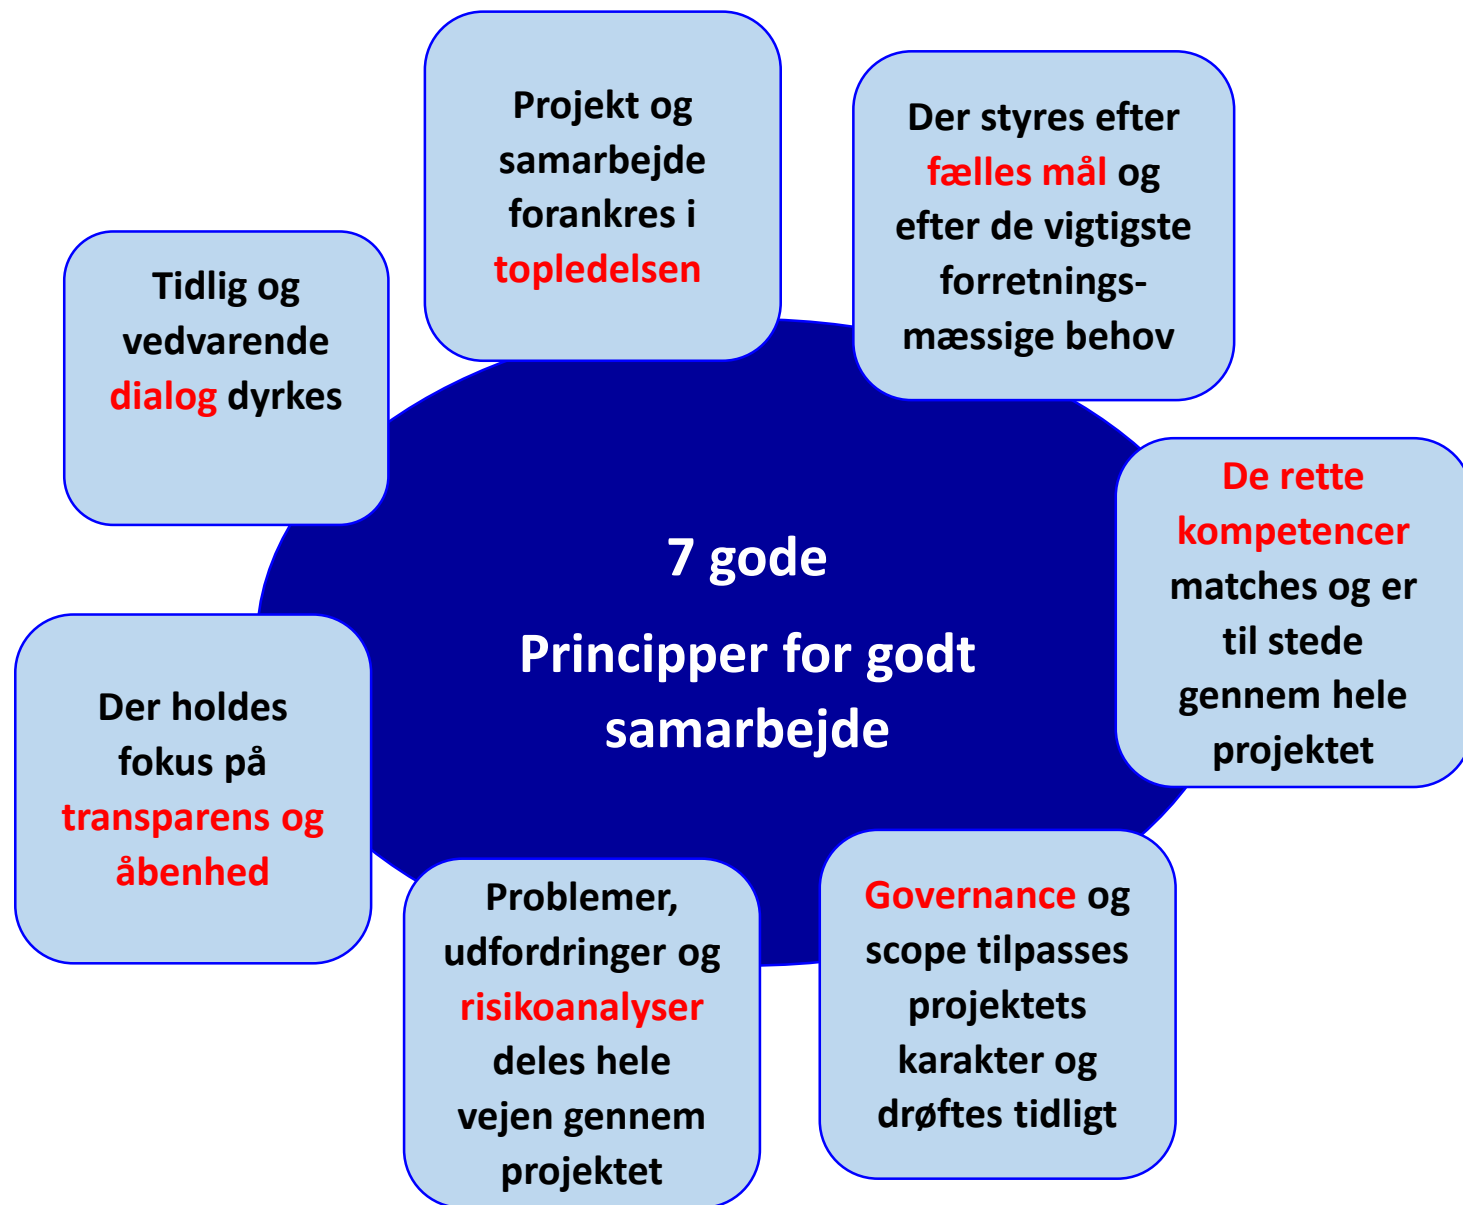 Projekt og
samarbejde
forankres i
topledelsen
Der styres efter
fælles mål og
efter de vigtigste
forretnings-
mæssige behov
De rette
kompetencer
matches og er
til stede
gennem hele
projektet
Governance og
scope tilpasses
projektets
karakter og
drøftes tidligt
Problemer,
udfordringer og
risikoanalyser
deles hele
vejen gennem
projektet
Der holdes
fokus på
transparens og
åbenhed
Tidlig og
vedvarende
dialog dyrkes
7 gode
Principper for godt
samarbejde